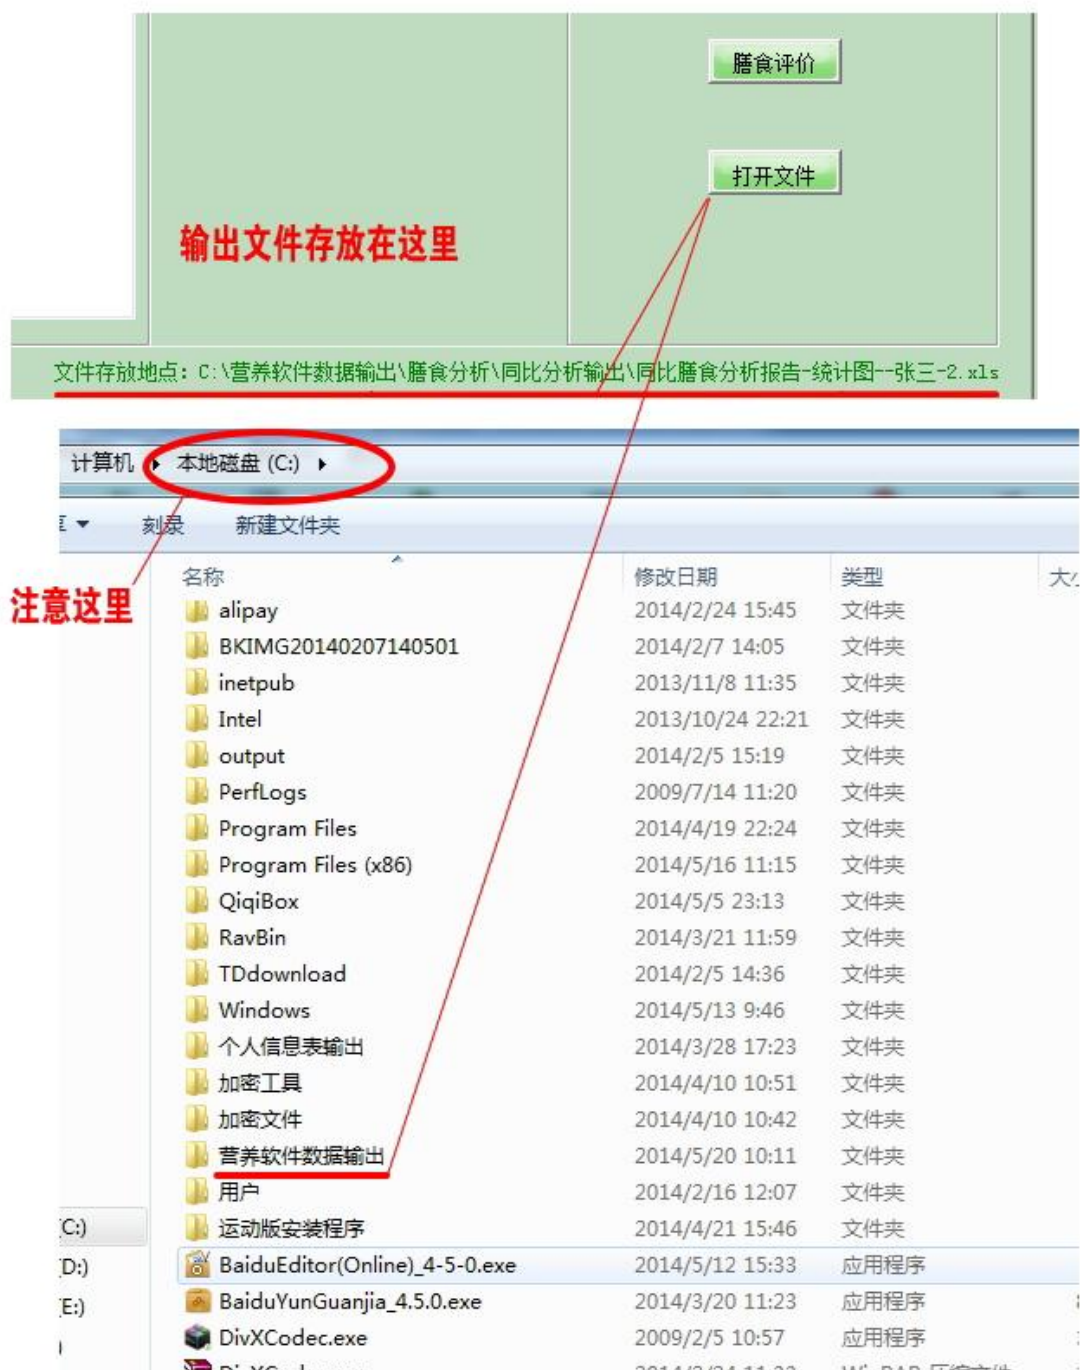 膳食评价
打开文件
输出文件存放在这里
文件存放地点：C:\营养软件数据输出\膳食分析\同比分析输出\同比膳食分析报告-统计图--张三-2.xls
计算机 本地磁盘 (C:)
刻录 新建文件夹
名称 修改日期 类型
注意这里
alipay 2014/2/24 15:45 文件夹
BKIMG20140207140501 2014/2/7 14:05 文件夹
inetpub 2013/11/8 11:35 文件夹
Intel 2013/10/24 22:21 文件夹
output 2014/2/5 15:19 文件夹
PerfLogs 2009/7/14 11:20 文件夹
Program Files 2014/4/19 22:24 文件夹
Program Files (x86) 2014/5/16 11:15 文件夹
QiqiBox 2014/5/5 23:13 文件夹
RavBin 2014/3/21 11:59 文件夹
TDdownload 2014/2/5 14:36 文件夹
Windows 2014/5/13 9:46 文件夹
个人信息表输出 2014/3/28 17:23 文件夹
加密工具 2014/4/10 10:51 文件夹
加密文件 2014/4/10 10:42 文件夹
营养软件数据输出 2014/5/20 10:11 文件夹
用户 2014/2/16 12:07 文件夹
C:) 运动版安装程序 2014/4/21 15:46 文件夹
D:) BaiduEditor(Online)_4-5-0.exe 2014/5/12 15:33 应用程序
E:) BaiduYunGuanjia_4.5.0.exe 2014/3/20 11:23 应用程序
DivXCodec.exe 2009/2/5 10:57 应用程序